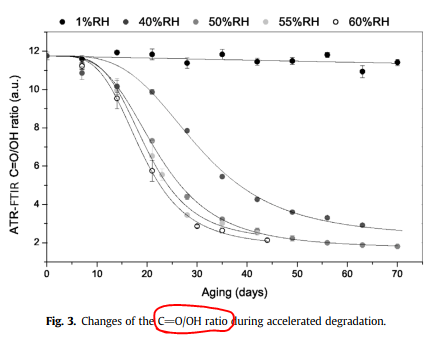 1%RH 40%RH 50%RH 55%RH 60%RH
12
10
8
6
4
2
ATR-FTIR C=O/OH ratio (a.u.)
0 10 20 30 40 50 60 70
Aging (days)
Fig. 3. Changes of the C=O/OH ratio during accelerated degradation.